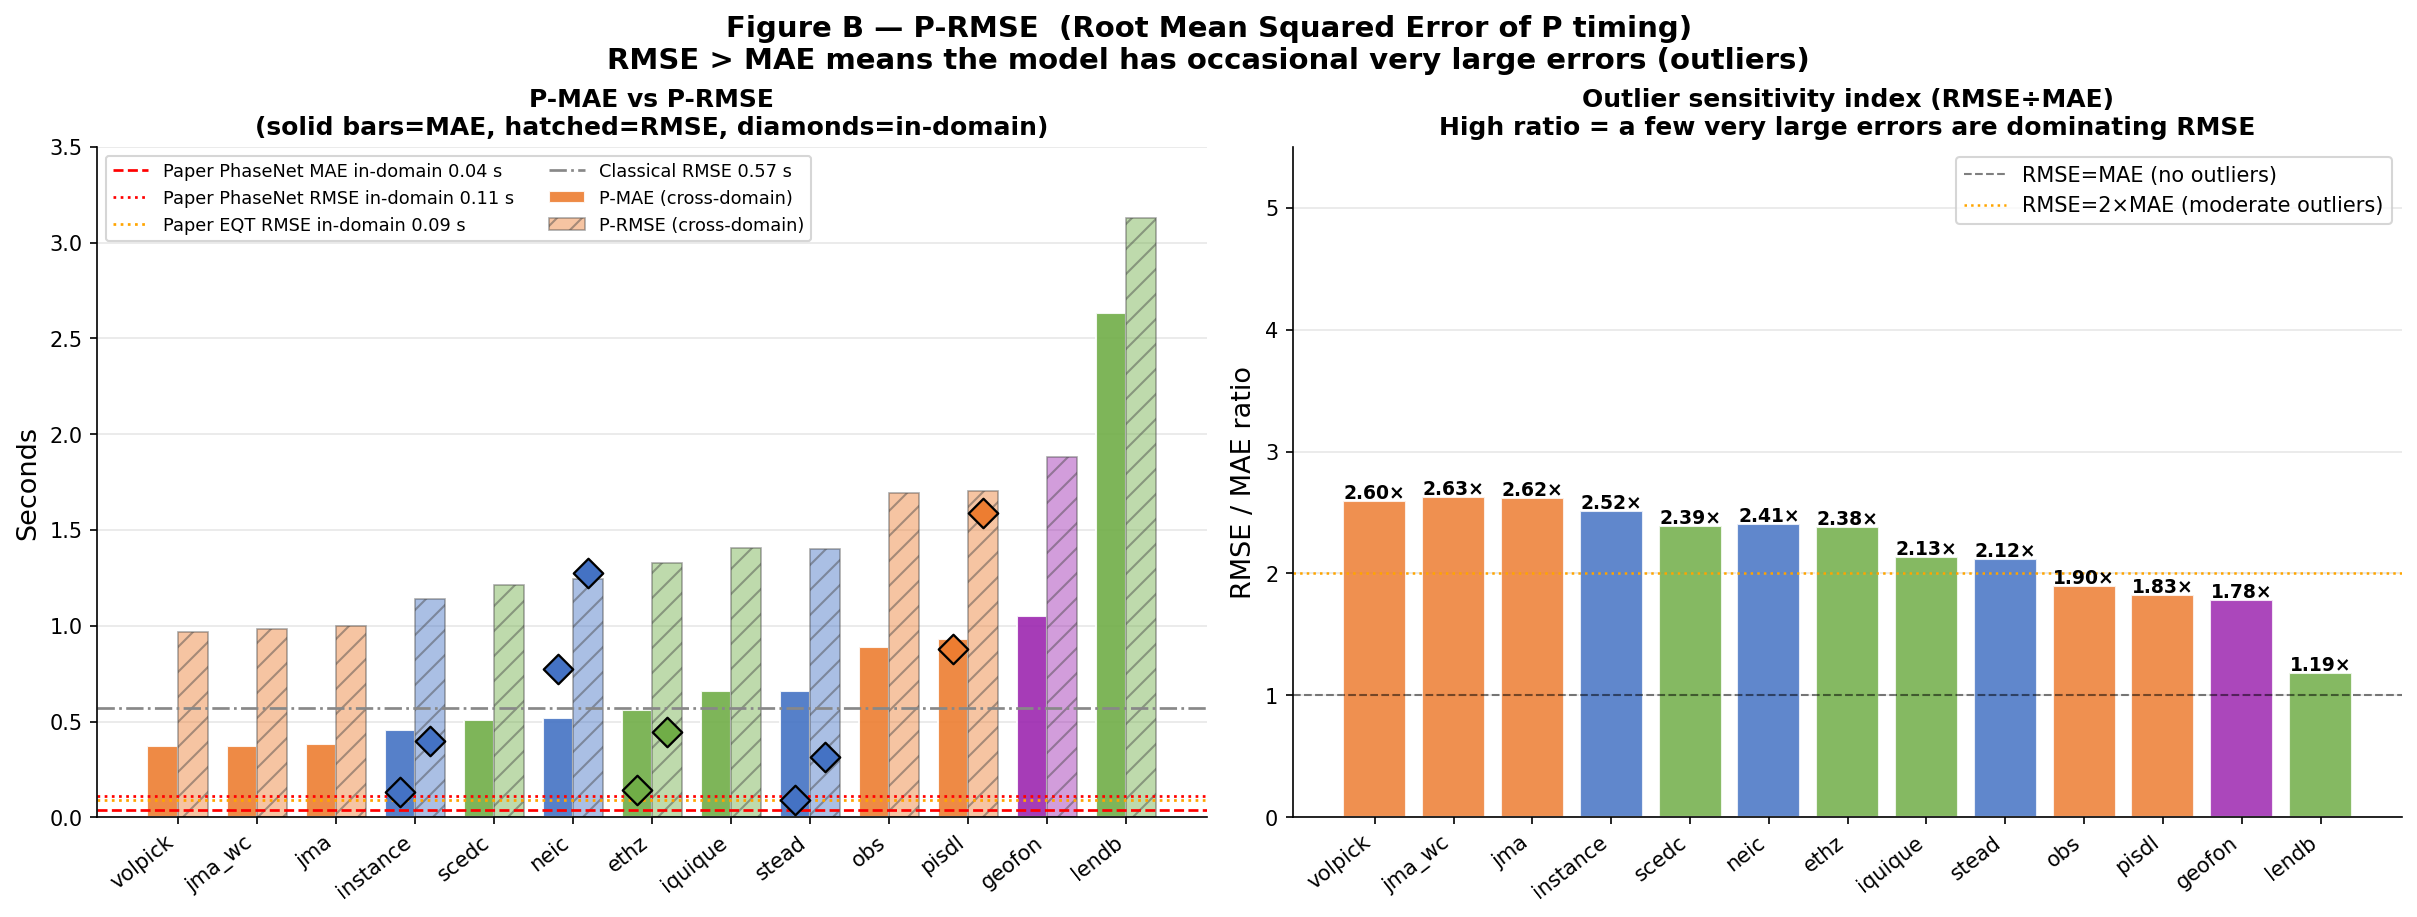 Figure B — P-RMSE  (Root Mean Squared Error of P timing)
RMSE > MAE means the model has occasional very large errors (outliers)
P-MAE vs P-RMSE
(solid bars=MAE, hatched=RMSE, diamonds=in-domain)
Paper PhaseNet MAE in-domain 0.04 s
Paper PhaseNet RMSE in-domain 0.11 s
Paper EQT RMSE in-domain 0.09 s
Classical RMSE 0.57 s
P-MAE (cross-domain)
P-RMSE (cross-domain)
Seconds
3.5
3.0
2.5
2.0
1.5
1.0
0.5
0.0
volpick
jma_wc
jma
instance
scedc
neic
ethz
iquique
stead
obs
pisdl
geofon
lendb
Outlier sensitivity index (RMSE÷MAE)
High ratio = a few very large errors are dominating RMSE
RMSE=MAE (no outliers)
RMSE=2×MAE (moderate outliers)
RMSE / MAE ratio
5
4
3
2
1
0
2.60×
2.63×
2.62×
2.52×
2.39×
2.41×
2.38×
2.13×
2.12×
1.90×
1.83×
1.78×
1.19×
volpick
jma_wc
jma
instance
scedc
neic
ethz
iquique
stead
obs
pisdl
geofon
lendb